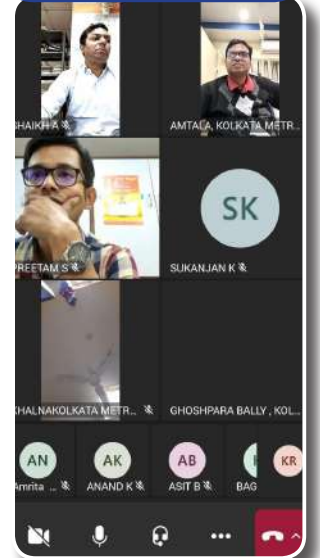 SHAIKH A
AMTALA, KOLKATA METR...
PREETAM S
SK
SUKANJAN K
KHALNAKOLKATA METR...
GHOSHPARA BALLY , KOL...
AN
AK
AB
KR
Amrita ...
ANAND K
ASIT B
BAG